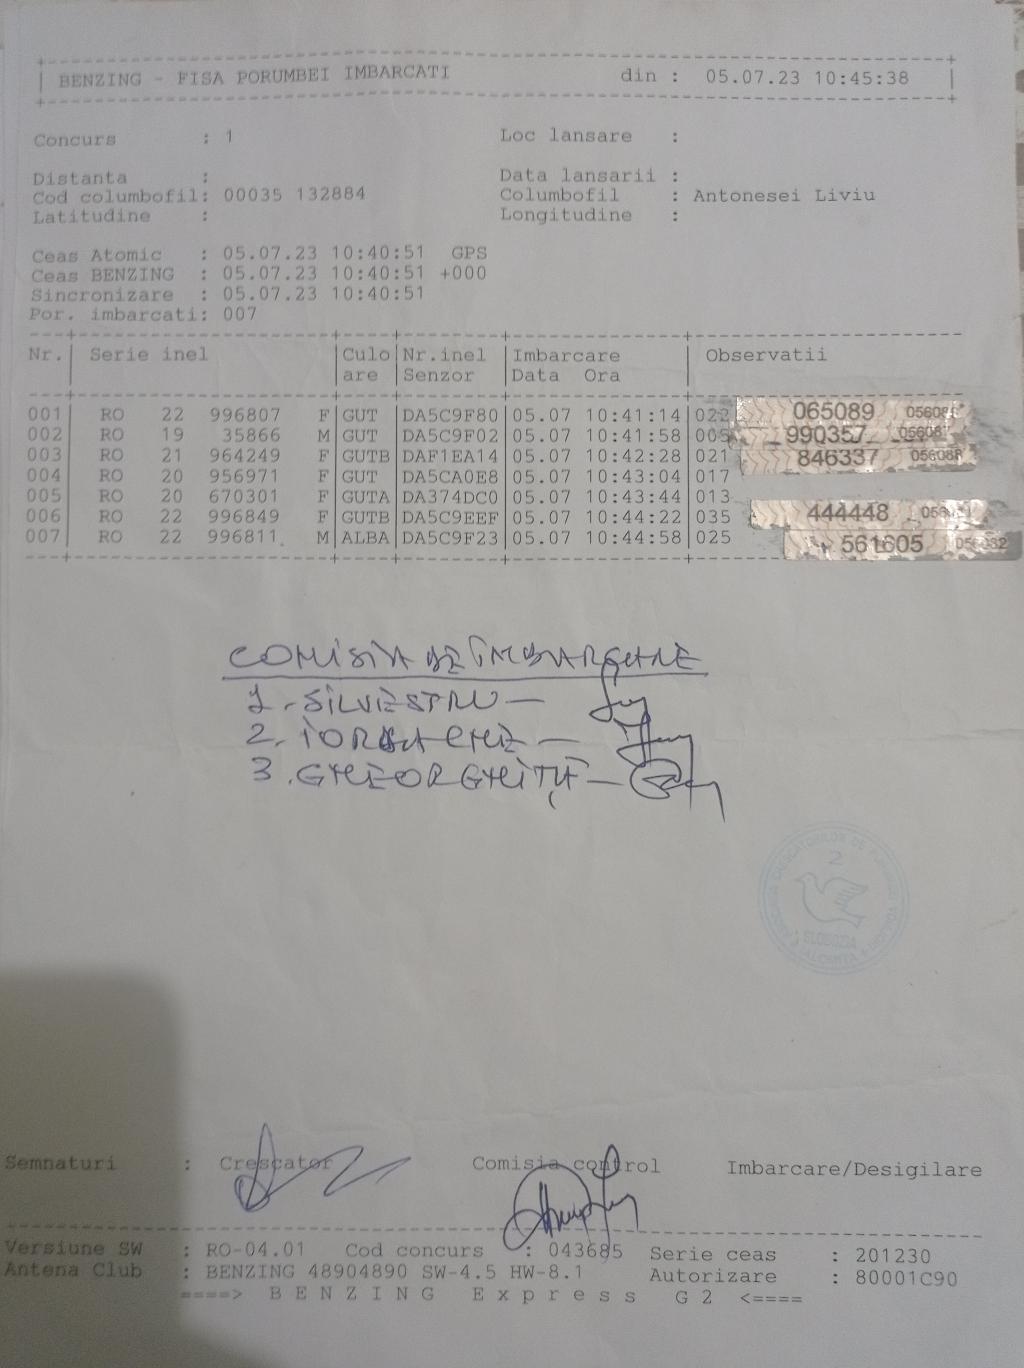 BENZING - FISA PORUMBEI IMBARCATI din : 05.07.23 10:45:38
Concurs : 1 Loc lansare :
Distanta : Data lansarii :
Cod columbofil: 00035 132884 Columbofil : Antonesei Liviu
Latitudine : Longitudine :
Ceas Atomic : 05.07.23 10:40:51 GPS
Ceas BENZING : 05.07.23 10:40:51 +000
Sincronizare : 05.07.23 10:40:51
Por. imbarcati: 007
Nr. Serie inel Culo Nr.inel Imbarcare Observatii
are Senzor Data Ora
001 RO 22 996807 F GUT DA5C9F80 05.07 10:41:14 022 065089
002 RO 19 35866 M GUT DA5C9F02 05.07 10:41:58 005 990357
003 RO 21 964249 F GUTB DAF1EA14 05.07 10:42:28 021 846337 056088
004 RO 20 956971 F GUT DA5CA0E8 05.07 10:43:04 017
005 RO 20 670301 F GUTA DA374DC0 05.07 10:43:44 013
006 RO 22 996849 F GUTB DA5C9EEF 05.07 10:44:22 035 444448
007 RO 22 996811 M ALBA DA5C9F23 05.07 10:44:58 025 561605
COMISIA DE ÎMBARCARE
1. SILVESTRU -
2. IORDACHE -
3. GHEORGHIȚĂ -
2
SLOBOZIA
IALOMIȚA
Semnaturi : Crescator Comisia control Imbarcare/Desigilare
Versiune SW : RO-04.01 Cod concurs : 043685 Serie ceas : 201230
Antena Club : BENZING 48904890 SW-4.5 HW-8.1 Autorizare : 80001C90
====> B E N Z I N G E x p r e s s G 2 <====